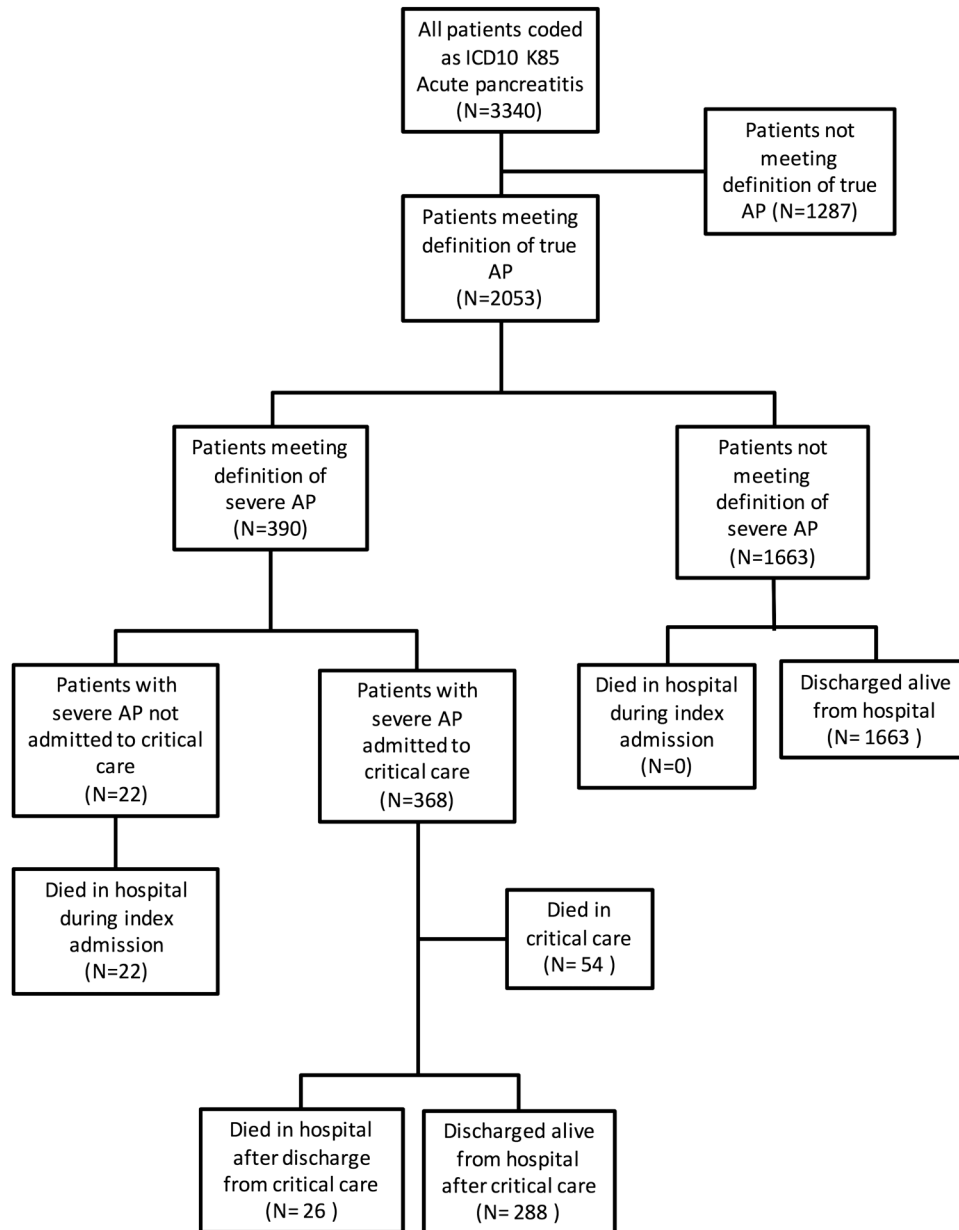 All patients coded
as ICD10 K85
Acute pancreatitis
(N=3340)
Patients not
meeting
definition of true
AP (N=1287)
Patients meeting
definition of true
AP
(N=2053)
Patients meeting
definition of
severe AP
(N=390)
Patients not
meeting
definition of
severe AP
(N=1663)
Patients with
severe AP not
admitted to critical
care
(N=22)
Patients with
severe AP
admitted to
critical care
(N=368)
Died in hospital
during index
admission
(N=0)
Discharged alive
from hospital
(N= 1663 )
Died in hospital
during index
admission
(N=22)
Died in
critical care
(N= 54 )
Died in hospital
after discharge
from critical care
(N= 26 )
Discharged alive
from hospital
after critical care
(N= 288 )